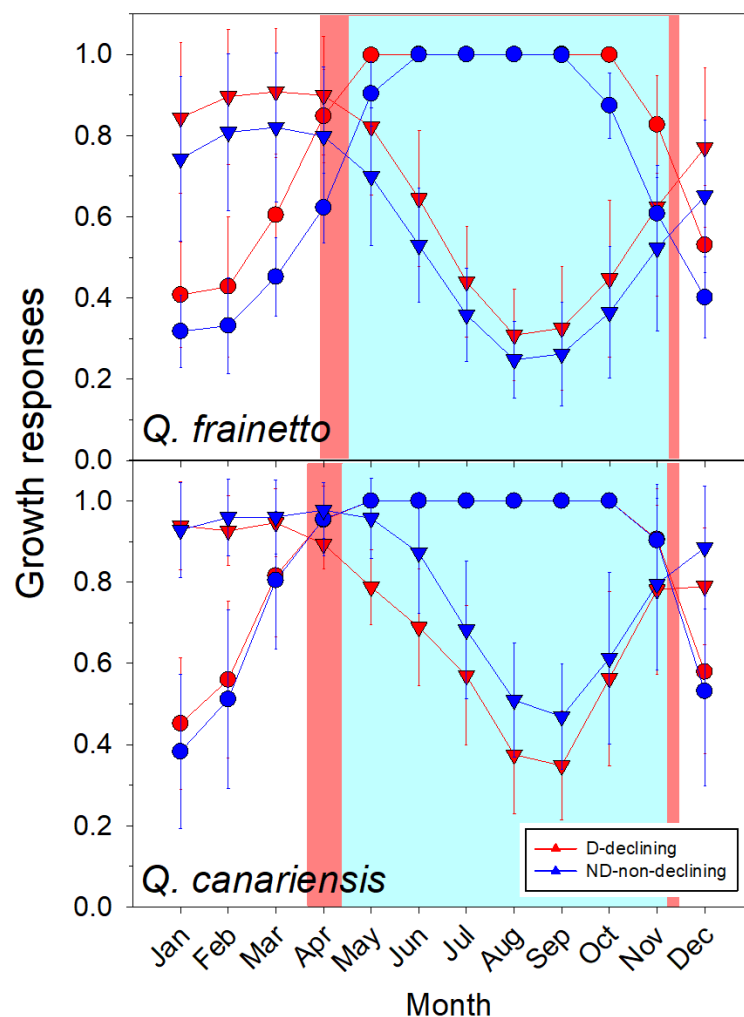 Growth responses
1.0
0.8
0.6
0.4
0.2
0.0
Q. frainetto
1.0
0.8
0.6
0.4
0.2
0.0
Q. canariensis
D-declining
ND-non-declining
Jan Feb Mar Apr May Jun Jul Aug Sep Oct Nov Dec
Month